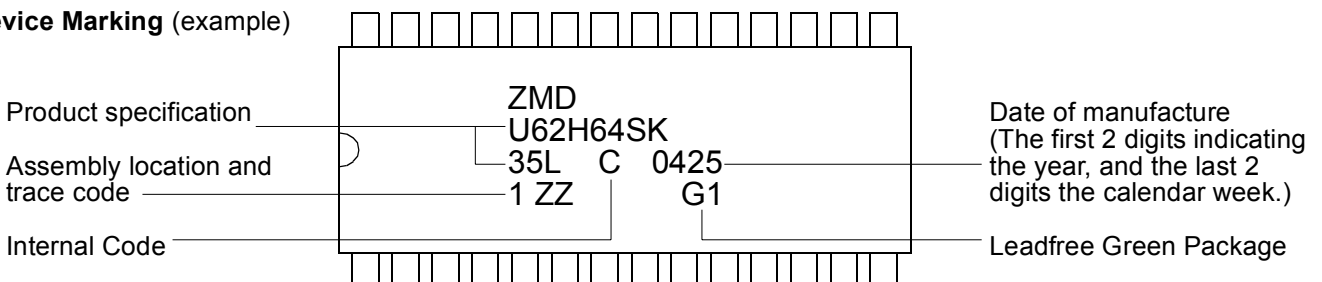 vice Marking (example)
Product specification
Assembly location and
trace code
Internal Code
ZMD
U62H64SK
35L C 0425
1 ZZ G1
Date of manufacture
(The first 2 digits indicating
the year, and the last 2
digits the calendar week.)
Leadfree Green Package